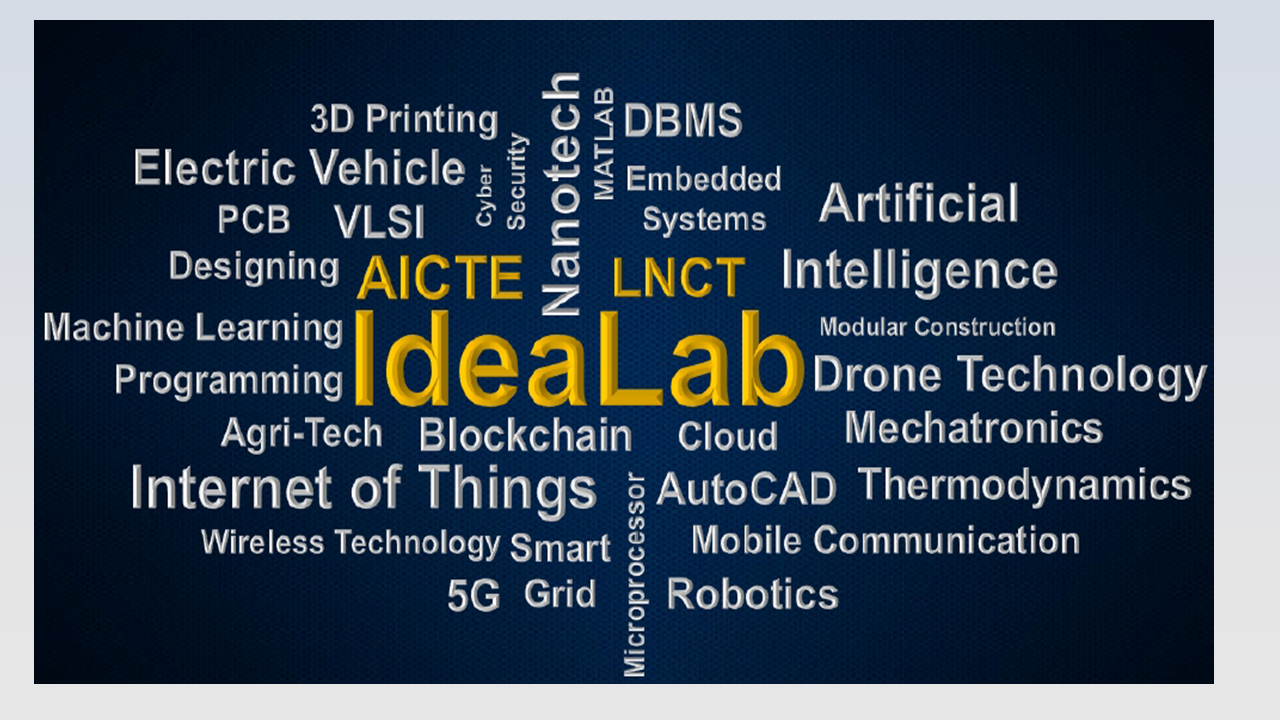 3D Printing
Electric Vehicle
Cyber
Security
Nanotech
MATLAB
DBMS
Embedded
Systems
PCB
Designing
VLSI
Artificial
Intelligence
AICTE
LNCT
IdeaLab
Machine Learning
Programming
Modular Construction
Drone Technology
Agri-Tech
Blockchain
Cloud
Mechatronics
Internet of Things
Microprocessor
AutoCAD
Thermodynamics
Wireless Technology
Smart
Grid
Mobile Communication
5G
Robotics